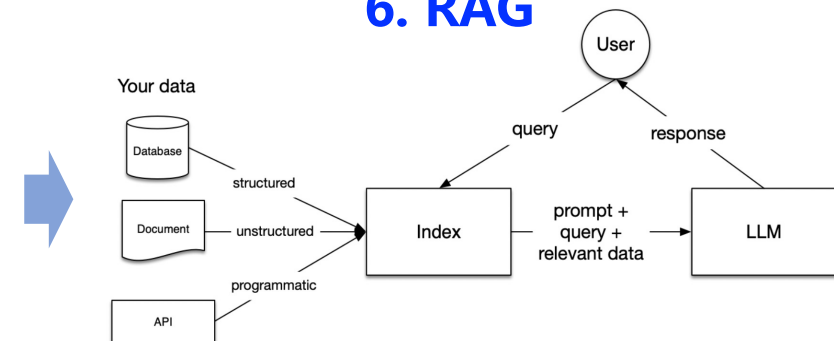 6. RAG
User
Your data
query
response
Database
structured
Document
unstructured
Index
prompt +
query +
relevant data
LLM
programmatic
API